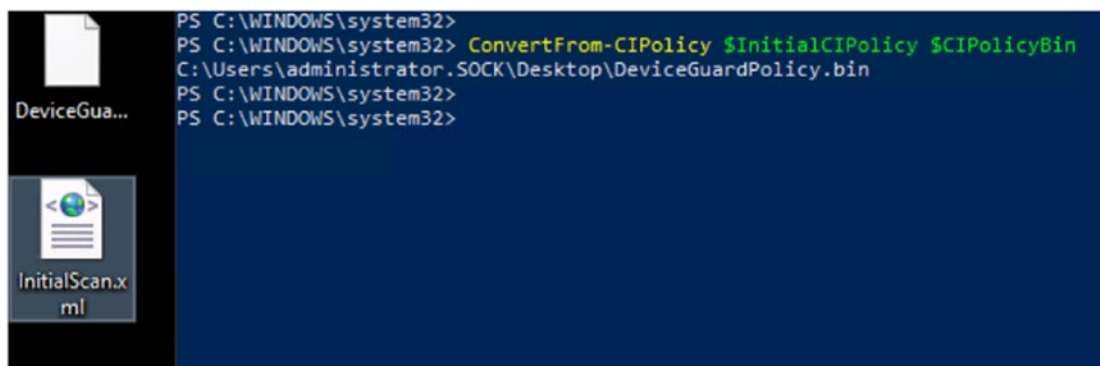 DeviceGua...
InitialScan.x
ml
PS C:\WINDOWS\system32>
PS C:\WINDOWS\system32> ConvertFrom-CIPolicy $InitialCIPolicy $CIPolicyBin
C:\Users\administrator.SOCK\Desktop\DeviceGuardPolicy.bin
PS C:\WINDOWS\system32>
PS C:\WINDOWS\system32>